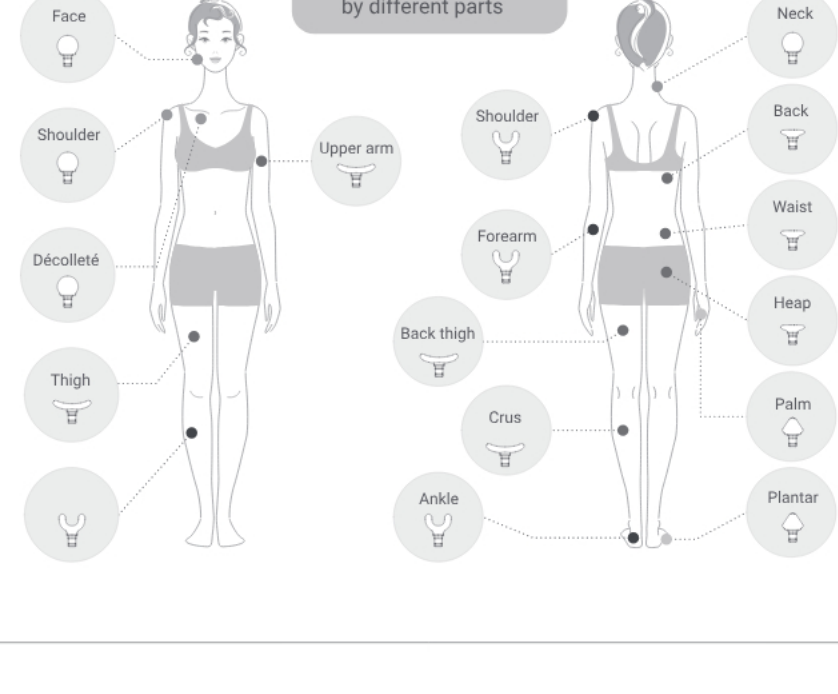 by different parts
Face
Neck
Shoulder
Upper arm
Shoulder
Back
Décolleté
Forearm
Waist
Thigh
Back thigh
Heap
Crus
Palm
Ankle
Plantar